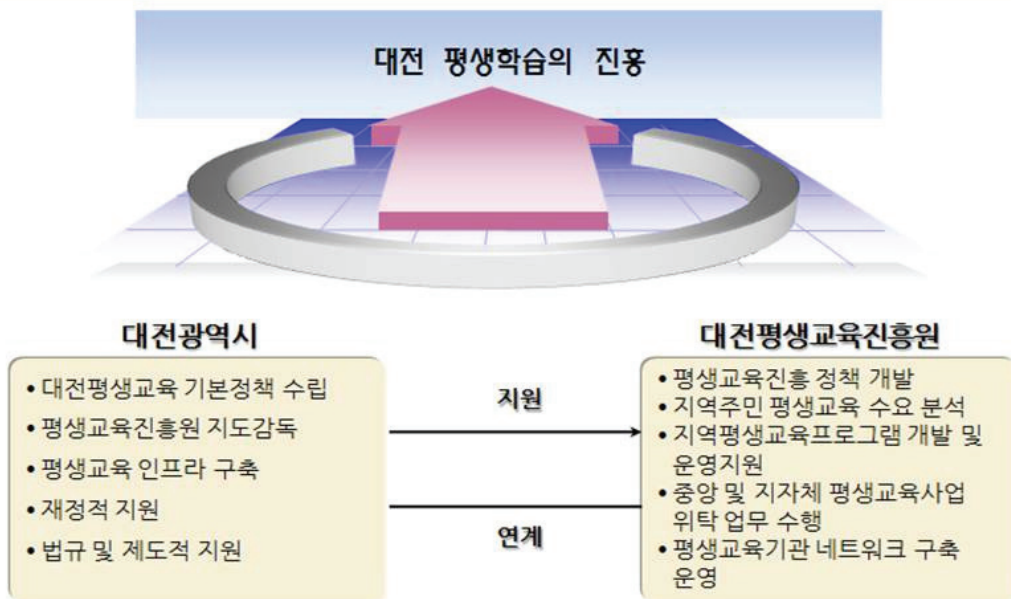 대전 평생학습의 진흥
대전광역시
• 대전평생교육 기본정책 수립
• 평생교육진흥원 지도감독
• 평생교육 인프라 구축
• 재정적 지원
• 법규 및 제도적 지원
지원
연계
대전평생교육진흥원
• 평생교육진흥 정책 개발
• 지역주민 평생교육 수요 분석
• 지역평생교육프로그램 개발 및
운영지원
• 중앙 및 지자체 평생교육사업
위탁 업무 수행
• 평생교육기관 네트워크 구축
운영